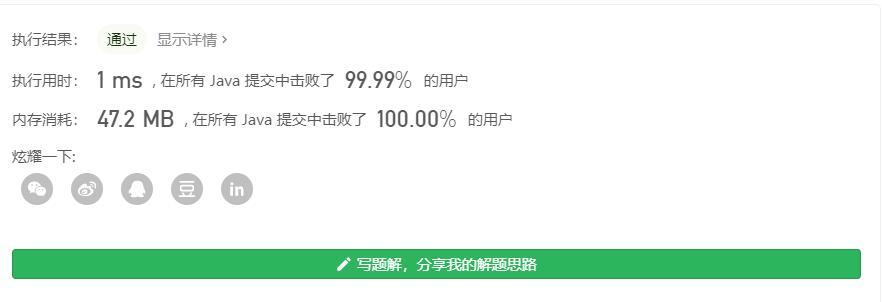 执行结果： 通过 显示详情 >
执行用时： 1 ms , 在所有 Java 提交中击败了 99.99% 的用户
内存消耗： 47.2 MB , 在所有 Java 提交中击败了 100.00% 的用户
炫耀一下:
豆 in
写题解，分享我的解题思路